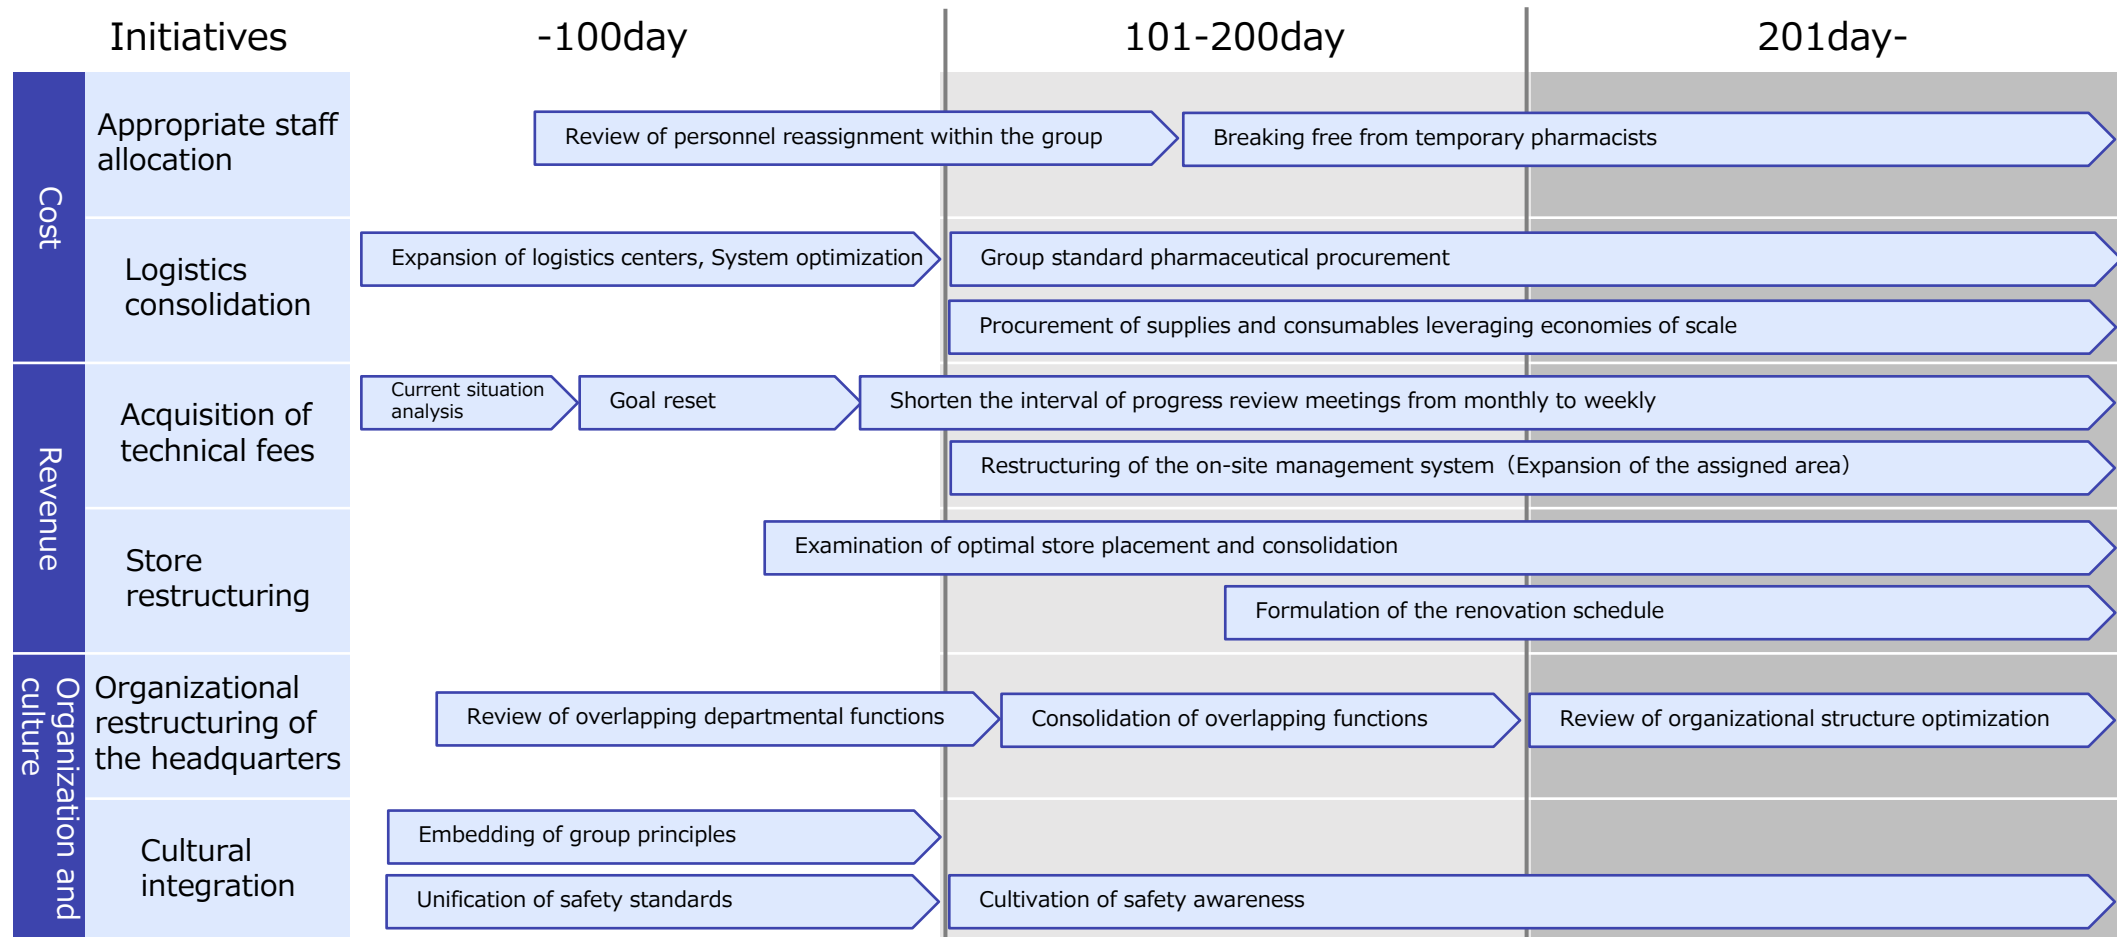 Initiatives
-100day
101-200day
201day-
Cost
Appropriate staff
allocation
Review of personnel reassignment within the group
Breaking free from temporary pharmacists
Logistics
consolidation
Expansion of logistics centers, System optimization
Group standard pharmaceutical procurement
Procurement of supplies and consumables leveraging economies of scale
Revenue
Acquisition of
technical fees
Current situation
analysis
Goal reset
Shorten the interval of progress review meetings from monthly to weekly
Restructuring of the on-site management system（Expansion of the assigned area）
Store
restructuring
Examination of optimal store placement and consolidation
Formulation of the renovation schedule
Organization and
culture
Organizational
restructuring of
the headquarters
Review of overlapping departmental functions
Consolidation of overlapping functions
Review of organizational structure optimization
Cultural
integration
Embedding of group principles
Unification of safety standards
Cultivation of safety awareness